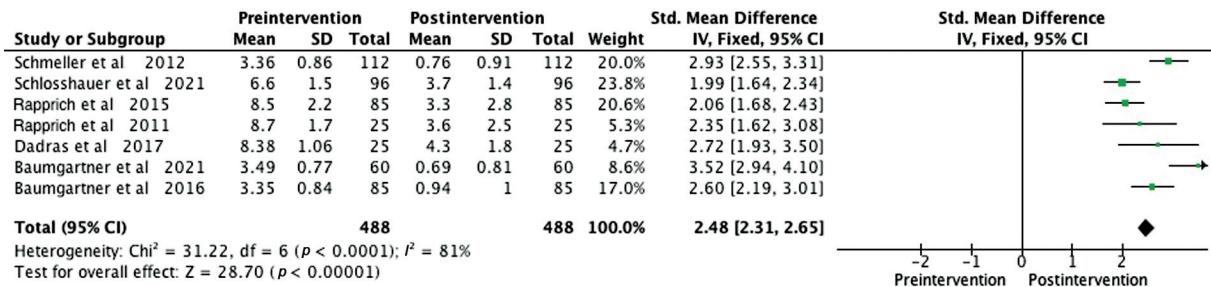 Preintervention Postintervention Std. Mean Difference Std. Mean Difference
Study or Subgroup Mean SD Total Mean SD Total Weight IV, Fixed, 95% CI IV, Fixed, 95% CI
Schmeller et al 2012 3.36 0.86 112 0.76 0.91 112 20.0% 2.93 [2.55, 3.31]
Schlosshauer et al 2021 6.6 1.5 96 3.7 1.4 96 23.8% 1.99 [1.64, 2.34]
Rapprich et al 2015 8.5 2.2 85 3.3 2.8 85 20.6% 2.06 [1.68, 2.43]
Rapprich et al 2011 8.7 1.7 25 3.6 2.5 25 5.3% 2.35 [1.62, 3.08]
Dadras et al 2017 8.38 1.06 25 4.3 1.8 25 4.7% 2.72 [1.93, 3.50]
Baumgartner et al 2021 3.49 0.77 60 0.69 0.81 60 8.6% 3.52 [2.94, 4.10]
Baumgartner et al 2016 3.35 0.84 85 0.94 1 85 17.0% 2.60 [2.19, 3.01]
Total (95% CI) 488 488 100.0% 2.48 [2.31, 2.65]
Heterogeneity: Chi² = 31.22, df = 6 (p < 0.0001); I² = 81%
Test for overall effect: Z = 28.70 (p < 0.00001)
-2 -1 0 1 2
Preintervention Postintervention